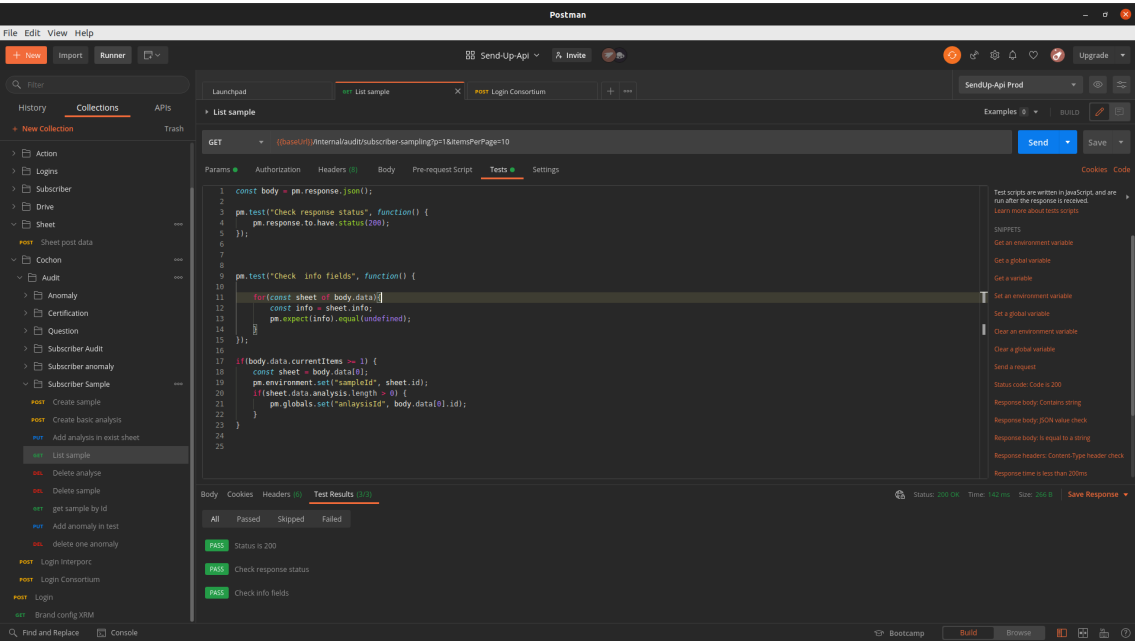 Postman
File Edit View Help
+ New Import Runner
Send-Up-Api Invite
Upgrade
Filter
History Collections APIs
+ New Collection Trash
Action
Logins
Subscriber
Drive
Sheet
POST Sheet post data
Cochon
Audit
Anomaly
Certification
Question
Subscriber Audit
Subscriber anomaly
Subscriber Sample
POST Create sample
POST Create basic analysis
PUT Add analysis in exist sheet
GET List sample
DEL Delete analyse
DEL Delete sample
GET get sample by Id
PUT Add anomaly in test
DEL delete one anomaly
POST Login Interporc
POST Login Consortium
POST Login
GET Brand config XRM
Launchpad
GET List sample X
POST Login Consortium
+ •••
SendUp-Api Prod
List sample
Examples 8 BUILD
GET {{baseUrl}}/internal/audit/subscriber-sampling?p=1&itemsPerPage=10
Send Save
Params Authorization Headers (8) Body Pre-request Script Tests Settings
Cookies Code
1 const body = pm.response.json();
2
3 pm.test("Check response status", function() {
4 pm.response.to.have.status(200);
5 });
6
7
8
9 pm.test("Check  info fields", function() {
10
11 for(const sheet of body.data){
12 const info = sheet.info;
13 pm.expect(info).equal(undefined);
14 }
15 });
16
17 if(body.data.currentItems >= 1) {
18 const sheet = body.data[0];
19 pm.environment.set("sampleId", sheet.id);
20 if(sheet.data.analysis.length > 0) {
21 pm.globals.set("anlaysisId", body.data[0].id);
22 }
23 }
24
25
Test scripts are written in JavaScript, and are
run after the response is received.
Learn more about tests scripts
SNIPPETS
Get an environment variable
Get a global variable
Get a variable
Set an environment variable
Set a global variable
Clear an environment variable
Clear a global variable
Send a request
Status code: Code is 200
Response body: Contains string
Response body: JSON value check
Response body: Is equal to a string
Response headers: Content-Type header check
Response time is less than 200ms
Body Cookies Headers (6) Test Results (3/3)
Status: 200 OK Time: 142 ms Size: 266 B Save Response
All Passed Skipped Failed
PASS Status is 200
PASS Check response status
PASS Check info fields
Find and Replace Console
Bootcamp Build Browse